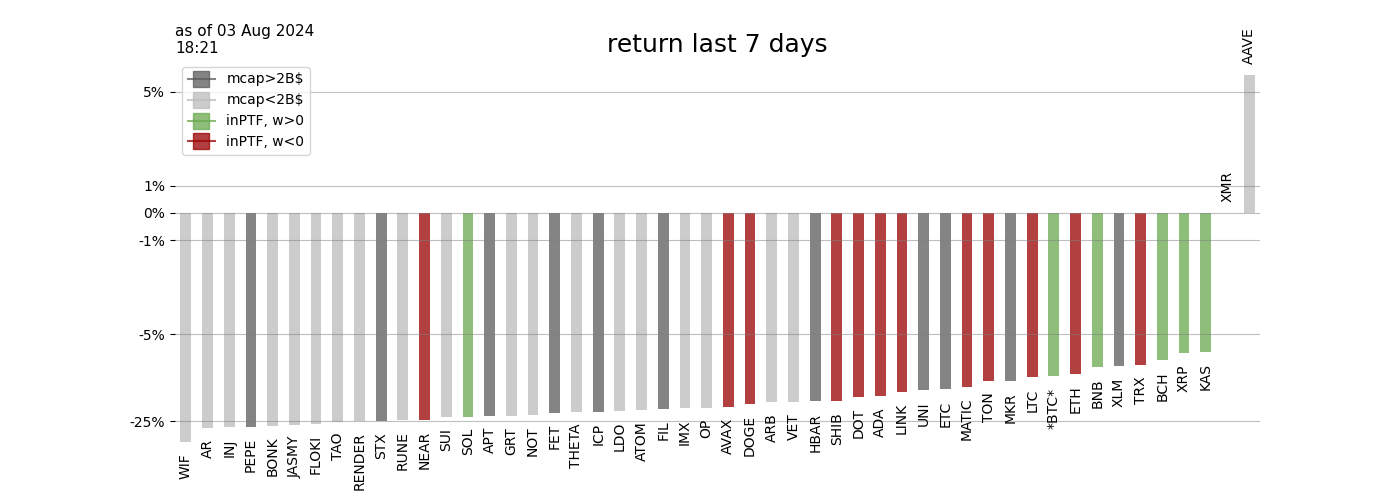 as of 03 Aug 2024
18:21
return last 7 days
mcap>2B$
mcap<2B$
inPTF, w>0
inPTF, w<0
5%
1%
0%
-1%
-5%
-25%
WIF
AR
INJ
PEPE
BONK
JASMY
FLOKI
TAO
RENDER
STX
RUNE
NEAR
SUI
SOL
APT
GRT
NOT
FET
THETA
ICP
LDO
ATOM
FIL
IMX
OP
AVAX
DOGE
ARB
VET
HBAR
SHIB
DOT
ADA
LINK
UNI
ETC
MATIC
TON
MKR
LTC
*BTC*
ETH
BNB
XLM
TRX
BCH
XRP
KAS
XMR
AAVE